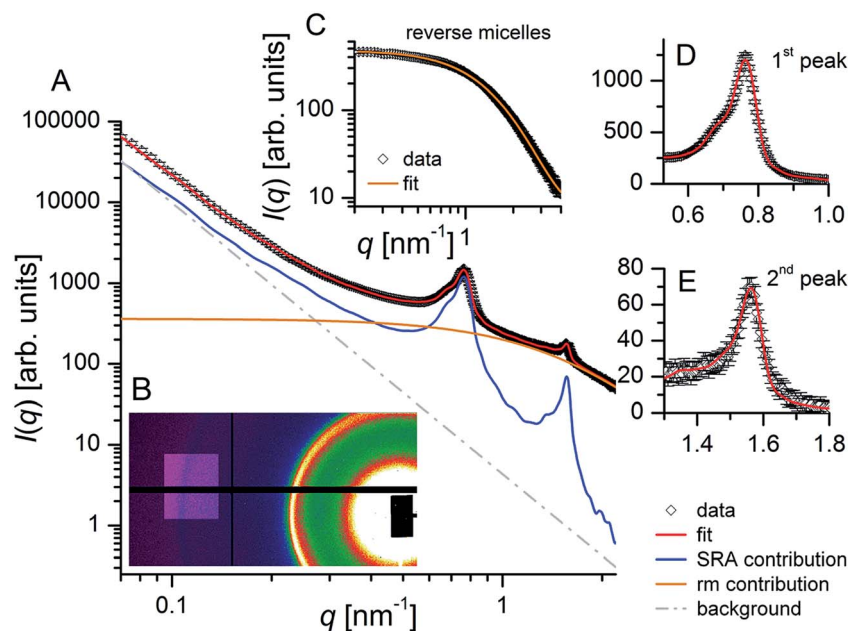 C
reverse micelles
I(q) [arb. units]
100
10
data
fit
q [nm⁻¹]
1
A
I(q) [arb. units]
100000
10000
1000
100
10
1
0.1
1
q [nm⁻¹]
B
D
1st peak
1000
750
500
250
0
0.6
0.8
1.0
E
2nd peak
80
60
40
20
0
1.4
1.6
1.8
data
fit
SRA contribution
rm contribution
background